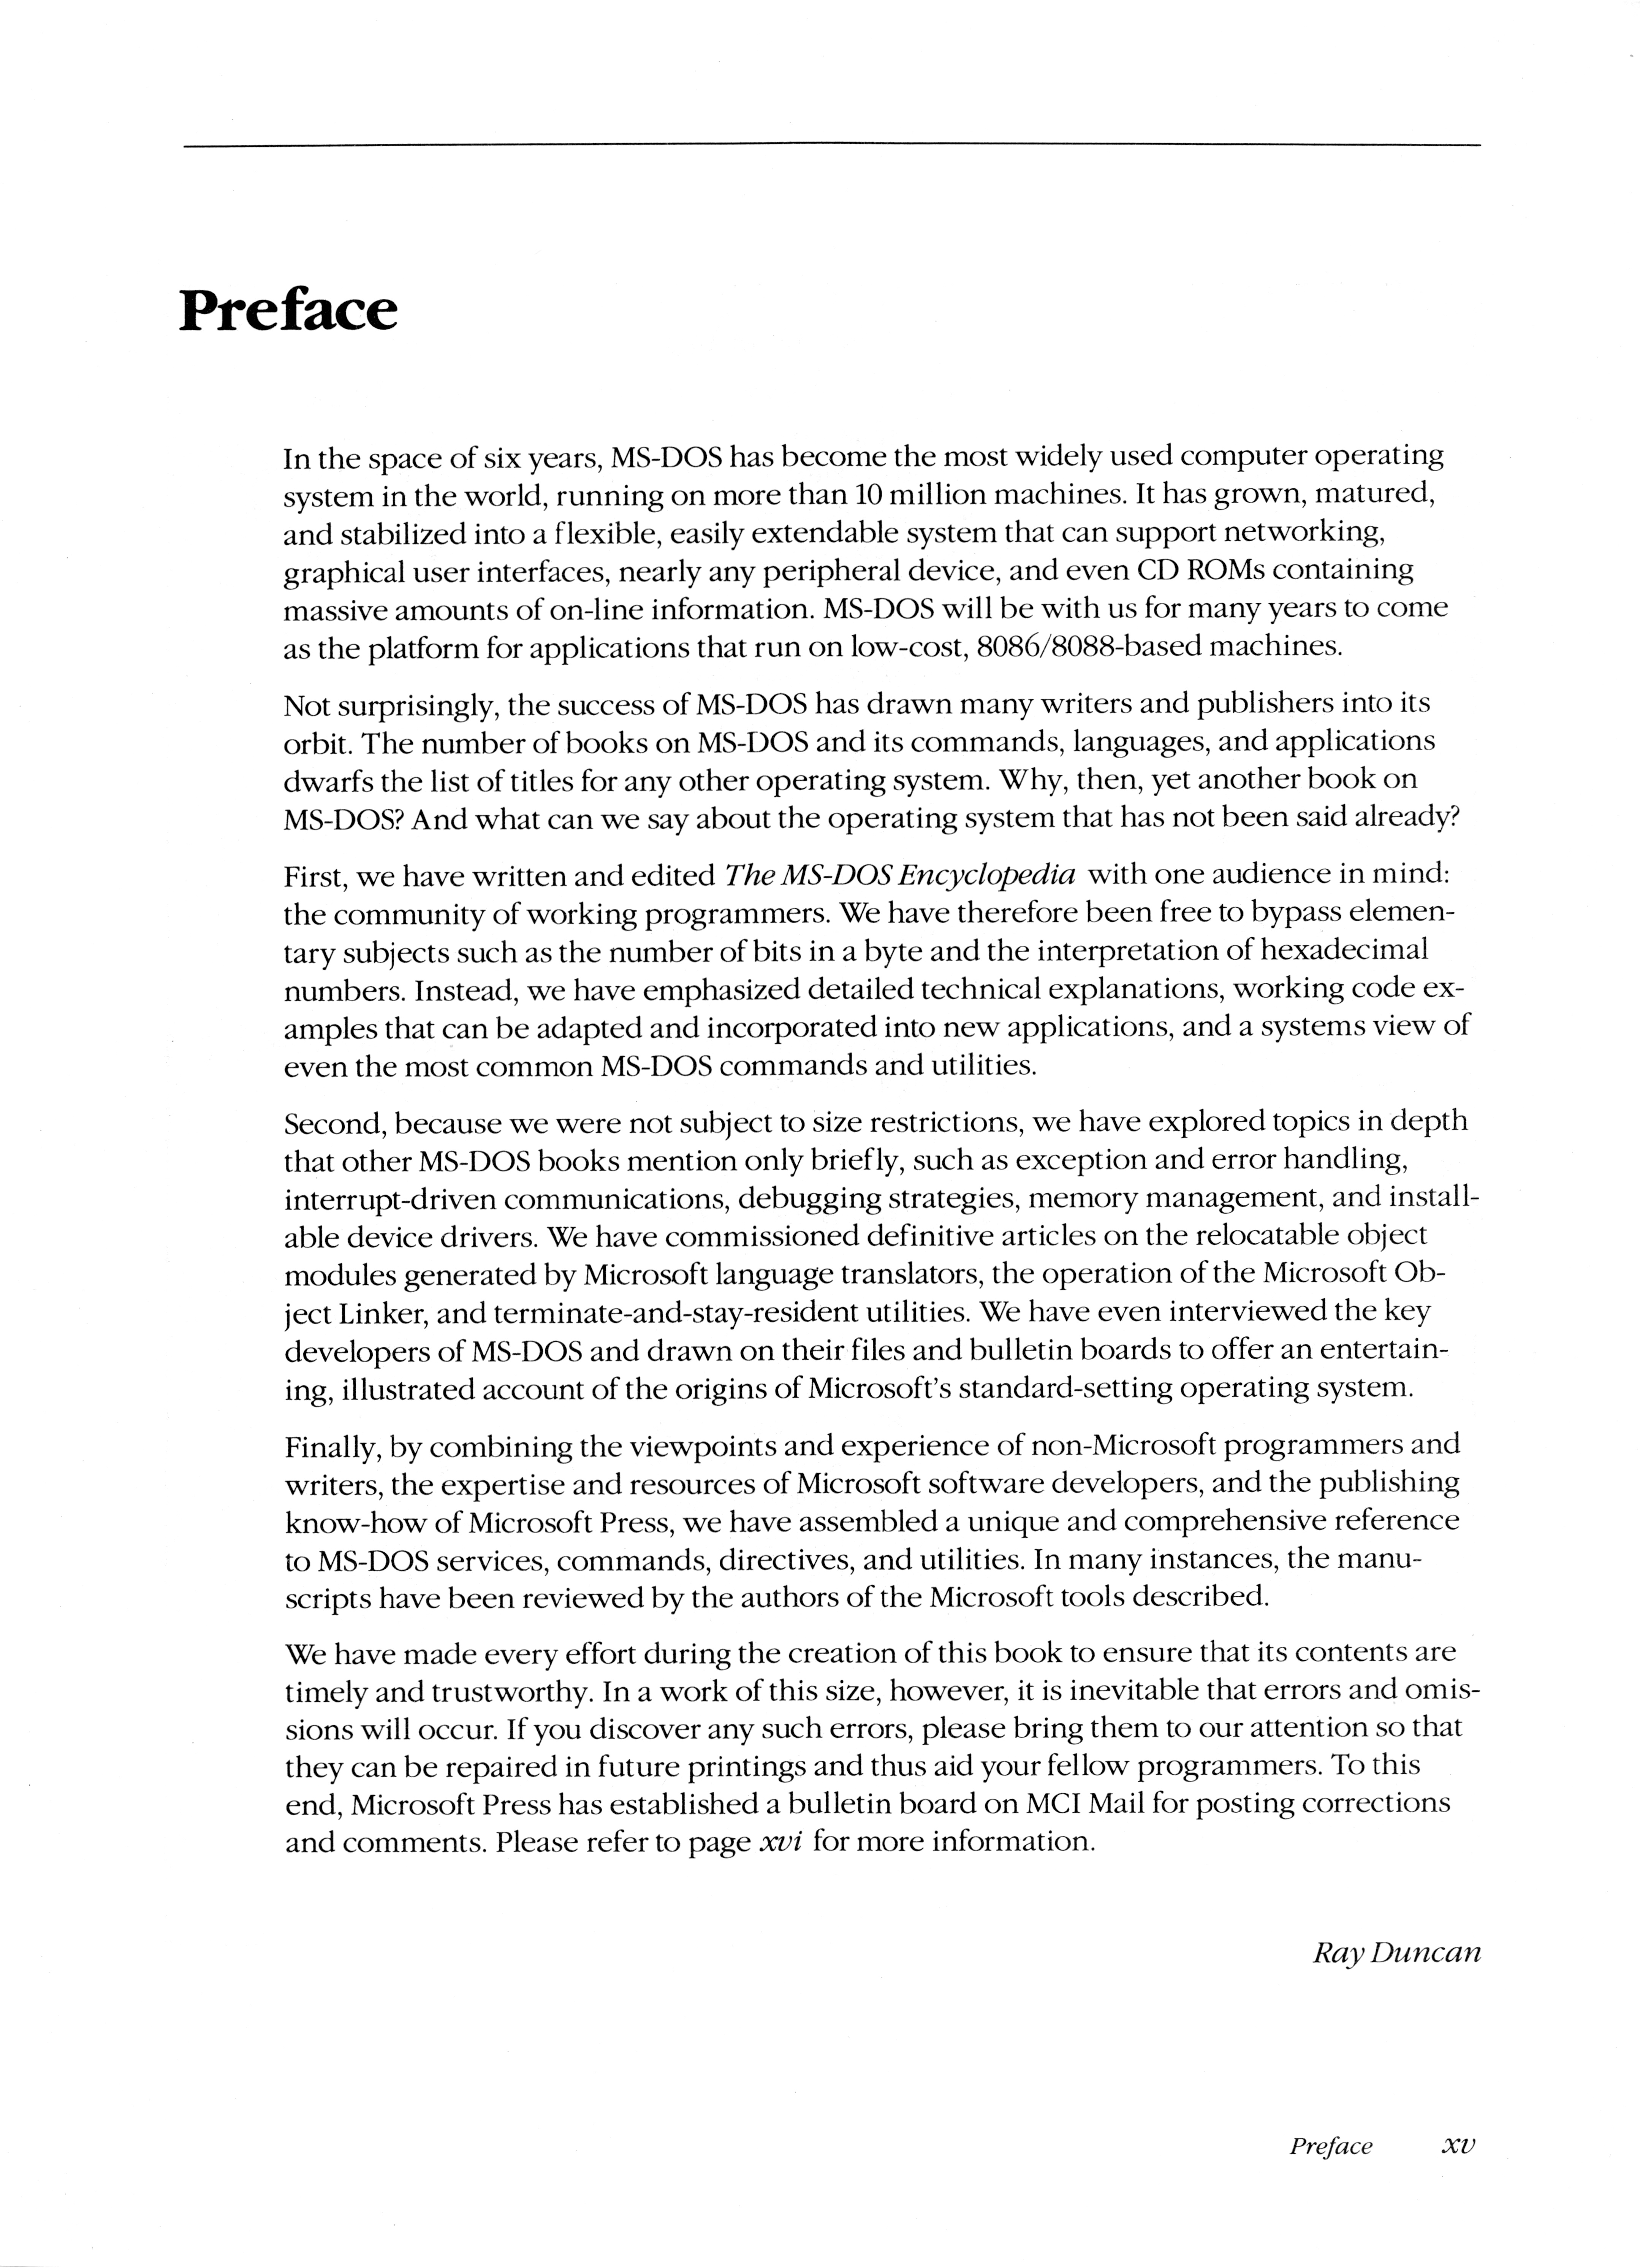 Preface
In the space of six years, MS-DOS has become the most widely used computer operating
system in the world, running on more than 10 million machines. It has grown, matured,
and stabilized into a flexible, easily extendable system that can support networking,
graphical user interfaces, nearly any peripheral device, and even CD ROMs containing
massive amounts of on-line information. MS-DOS will be with us for many years to come
as the platform for applications that run on low-cost, 8086/8088-based machines.
Not surprisingly, the success of MS-DOS has drawn many writers and publishers into its
orbit. The number of books on MS-DOS and its commands, languages, and applications
dwarfs the list of titles for any other operating system. Why, then, yet another book on
MS-DOS? And what can we say about the operating system that has not been said already?
First, we have written and edited The MS-DOS Encyclopedia with one audience in mind:
the community of working programmers. We have therefore been free to bypass elemen-
tary subjects such as the number of bits in a byte and the interpretation of hexadecimal
numbers. Instead, we have emphasized detailed technical explanations, working code ex-
amples that can be adapted and incorporated into new applications, and a systems view of
even the most common MS-DOS commands and utilities.
Second, because we were not subject to size restrictions, we have explored topics in depth
that other MS-DOS books mention only briefly, such as exception and error handling,
interrupt-driven communications, debugging strategies, memory management, and install-
able device drivers. We have commissioned definitive articles on the relocatable object
modules generated by Microsoft language translators, the operation of the Microsoft Ob-
ject Linker, and terminate-and-stay-resident utilities. We have even interviewed the key
developers of MS-DOS and drawn on their files and bulletin boards to offer an entertain-
ing, illustrated account of the origins of Microsoft's standard-setting operating system.
Finally, by combining the viewpoints and experience of non-Microsoft programmers and
writers, the expertise and resources of Microsoft software developers, and the publishing
know-how of Microsoft Press, we have assembled a unique and comprehensive reference
to MS-DOS services, commands, directives, and utilities. In many instances, the manu-
scripts have been reviewed by the authors of the Microsoft tools described.
We have made every effort during the creation of this book to ensure that its contents are
timely and trustworthy. In a work of this size, however, it is inevitable that errors and omis-
sions will occur. If you discover any such errors, please bring them to our attention so that
they can be repaired in future printings and thus aid your fellow programmers. To this
end, Microsoft Press has established a bulletin board on MCI Mail for posting corrections
and comments. Please refer to page xvi for more information.
Ray Duncan
Preface xv